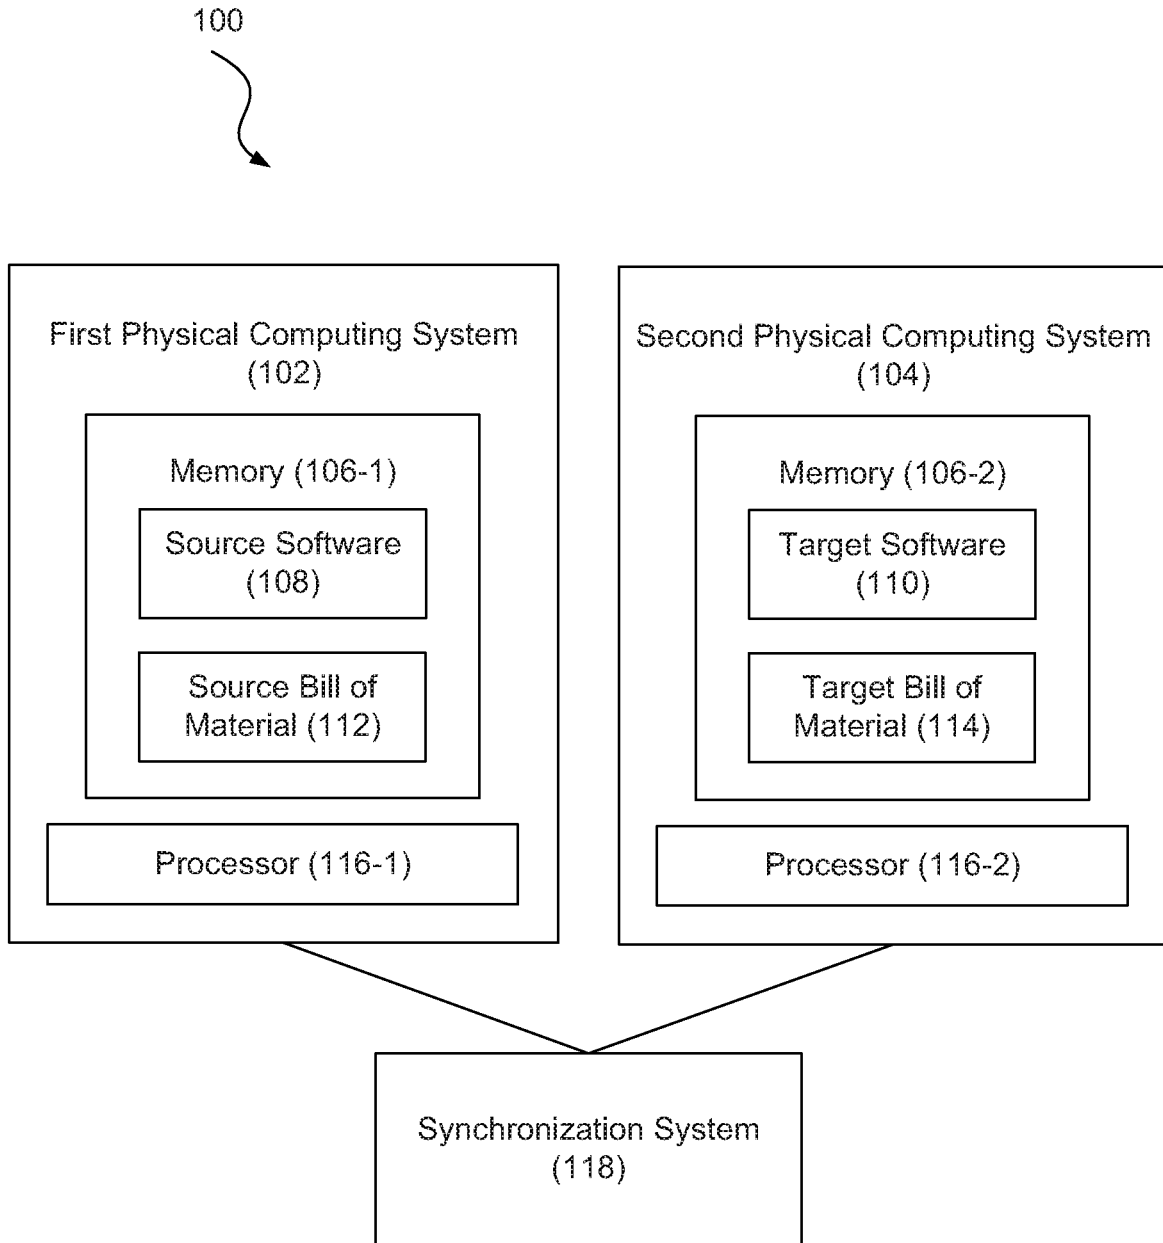 100
First Physical Computing System
(102)
Memory (106-1)
Source Software
(108)
Source Bill of
Material (112)
Processor (116-1)
Second Physical Computing System
(104)
Memory (106-2)
Target Software
(110)
Target Bill of
Material (114)
Processor (116-2)
Synchronization System
(118)